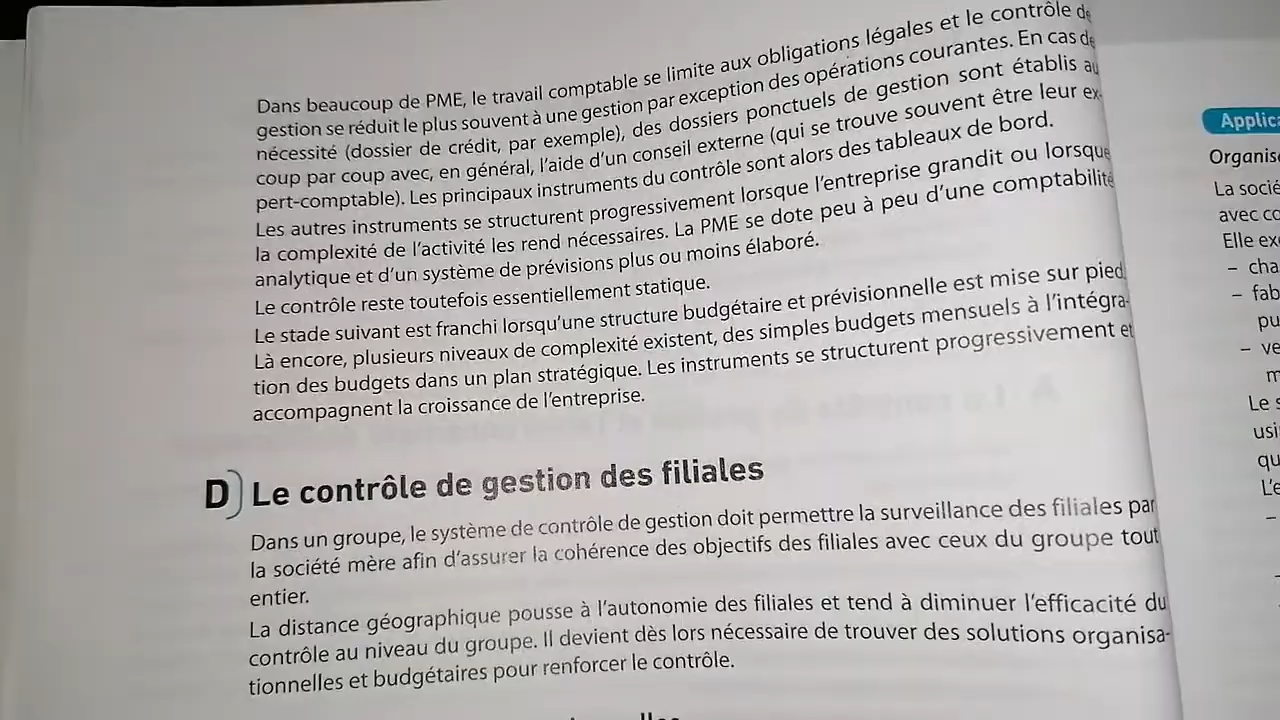 Dans beaucoup de PME, le travail comptable se limite aux obligations légales et le contrôle de
gestion se réduit le plus souvent à une gestion par exception des opérations courantes. En cas de
nécessité (dossier de crédit, par exemple), des dossiers ponctuels de gestion sont établis au
coup par coup avec, en général, l'aide d'un conseil externe (qui se trouve souvent être leur ex-
pert-comptable). Les principaux instruments du contrôle sont alors des tableaux de bord.
Les autres instruments se structurent progressivement lorsque l'entreprise grandit ou lorsque
la complexité de l'activité les rend nécessaires. La PME se dote peu à peu d'une comptabilité
analytique et d'un système de prévisions plus ou moins élaboré.
Le contrôle reste toutefois essentiellement statique.
Le stade suivant est franchi lorsqu'une structure budgétaire et prévisionnelle est mise sur pied.
Là encore, plusieurs niveaux de complexité existent, des simples budgets mensuels à l'intégra-
tion des budgets dans un plan stratégique. Les instruments se structurent progressivement et
accompagnent la croissance de l'entreprise.
D) Le contrôle de gestion des filiales
Dans un groupe, le système de contrôle de gestion doit permettre la surveillance des filiales par
la société mère afin d'assurer la cohérence des objectifs des filiales avec ceux du groupe tout
entier.
La distance géographique pousse à l'autonomie des filiales et tend à diminuer l'efficacité du
contrôle au niveau du groupe. Il devient dès lors nécessaire de trouver des solutions organisa-
tionnelles et budgétaires pour renforcer le contrôle.
Applic
Organis
La socié
avec co
Elle ex
– cha
– fab
pu
– ve
m
Le s
usi
qu
L'e
–